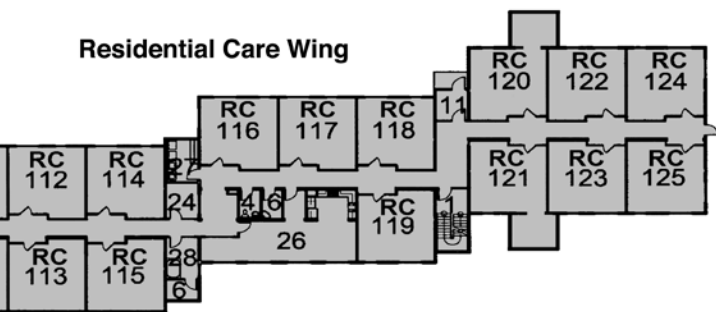 Residential Care Wing
RC
120
RC
122
RC
124
11
RC
116
RC
117
RC
118
RC
112
RC
114
27
24
4
6
RC
119
1
RC
121
RC
123
RC
125
26
RC
113
RC
115
28
6